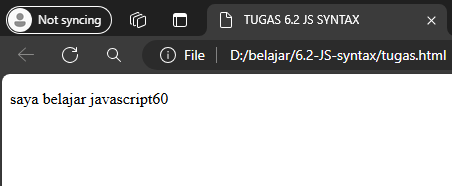 Not syncing
TUGAS 6.2 JS SYNTAX
File
D:/belajar/6.2-JS-syntax/tugas.html
saya belajar javascript60